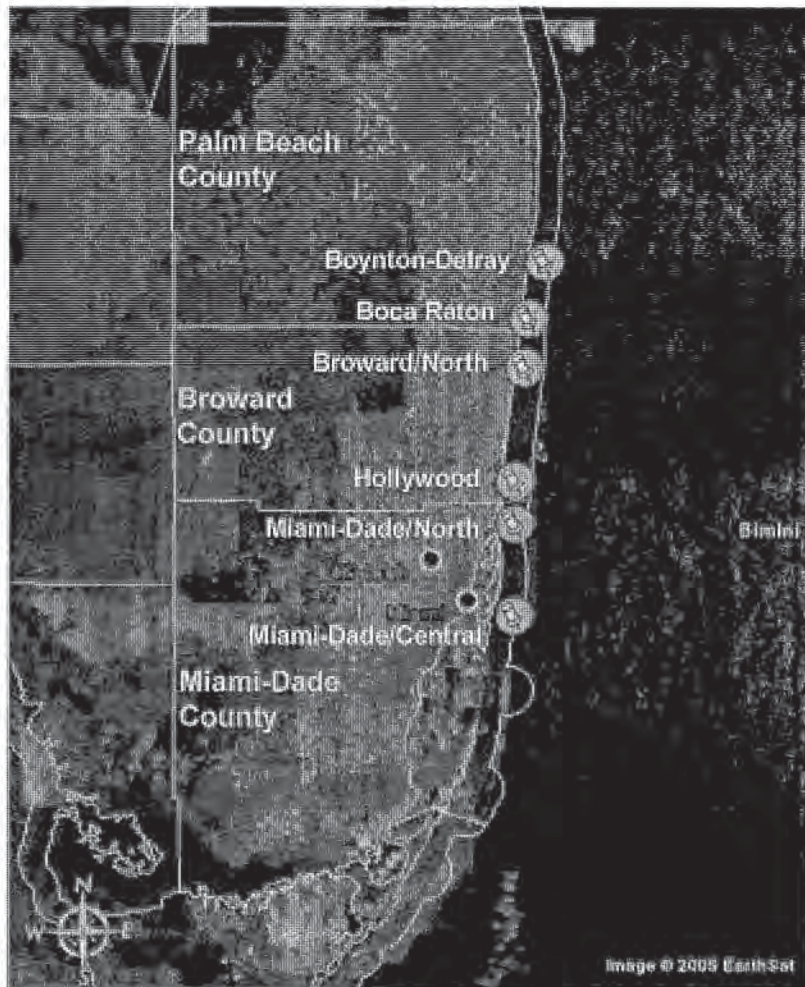 Palm Beach
County
Boynton-Delray
Boca Raton
Broward/North
Broward
County
Hollywood
Miami-Dade/North
Bimini
Miami-Dade/Central
Miami-Dade
County
N
W E
S
Image © 2005 EarthSat